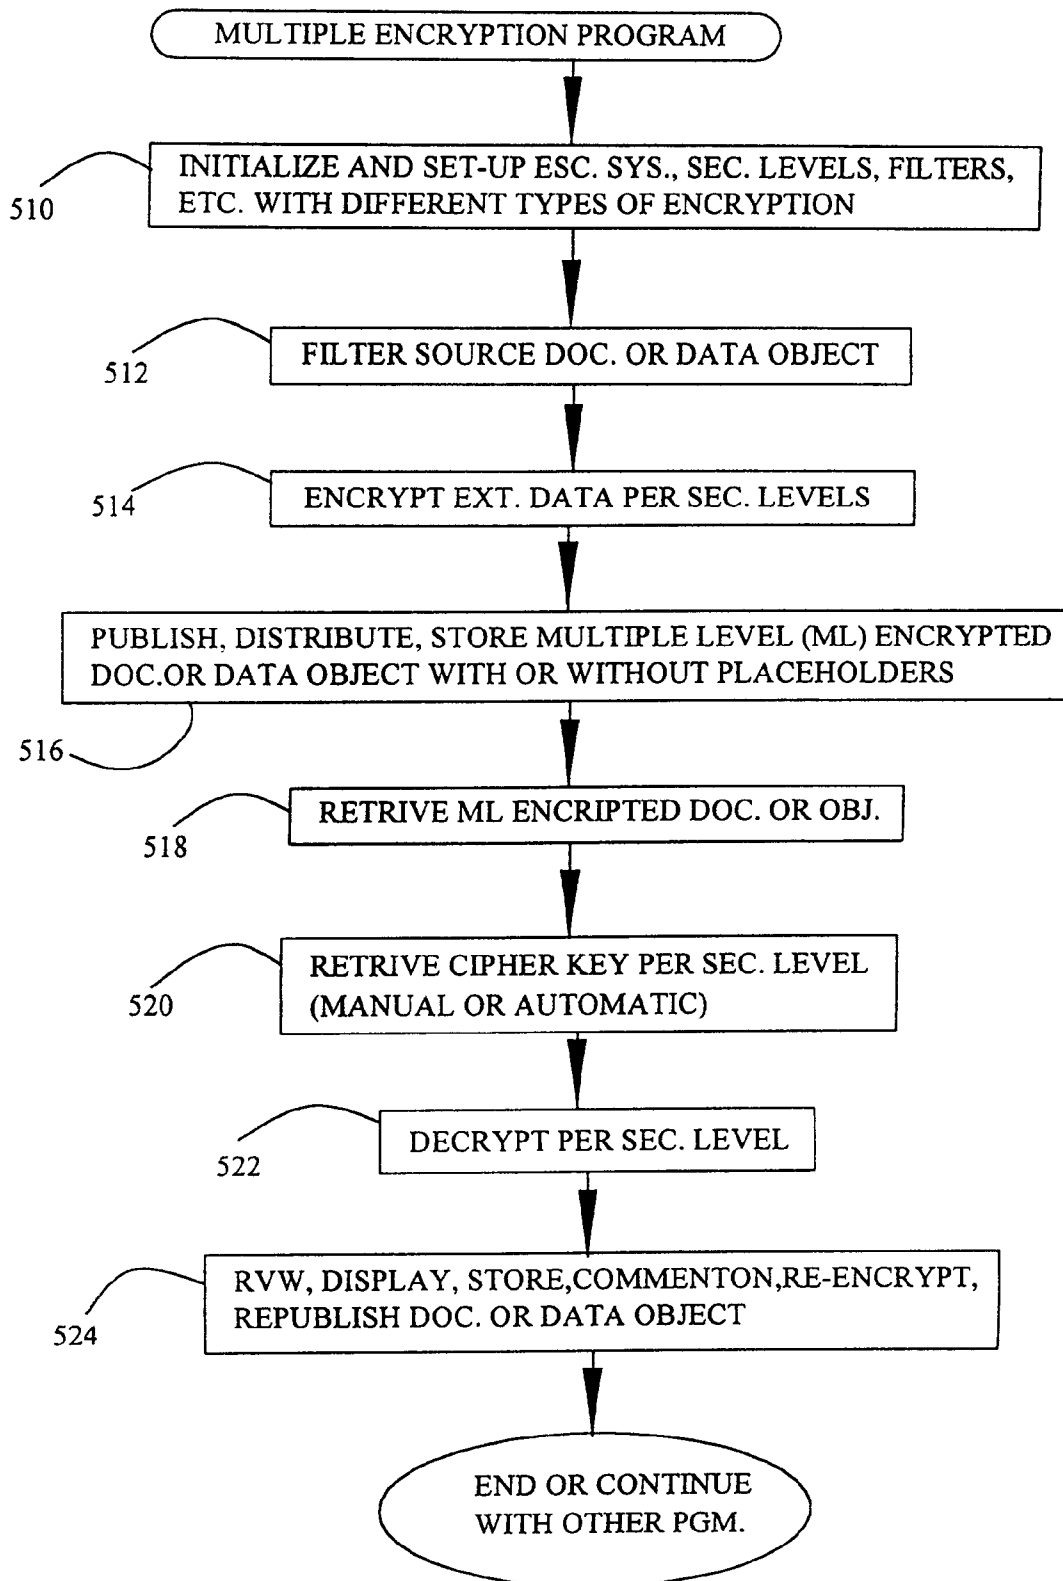 MULTIPLE ENCRYPTION PROGRAM
INITIALIZE AND SET-UP ESC. SYS., SEC. LEVELS, FILTERS,
ETC. WITH DIFFERENT TYPES OF ENCRYPTION
510
FILTER SOURCE DOC. OR DATA OBJECT
512
ENCRYPT EXT. DATA PER SEC. LEVELS
514
PUBLISH, DISTRIBUTE, STORE MULTIPLE LEVEL (ML) ENCRYPTED
DOC.OR DATA OBJECT WITH OR WITHOUT PLACEHOLDERS
516
RETRIVE ML ENCRIPTED DOC. OR OBJ.
518
RETRIVE CIPHER KEY PER SEC. LEVEL
(MANUAL OR AUTOMATIC)
520
DECRYPT PER SEC. LEVEL
522
RVW, DISPLAY, STORE,COMMENTON,RE-ENCRYPT,
REPUBLISH DOC. OR DATA OBJECT
524
END OR CONTINUE
WITH OTHER PGM.